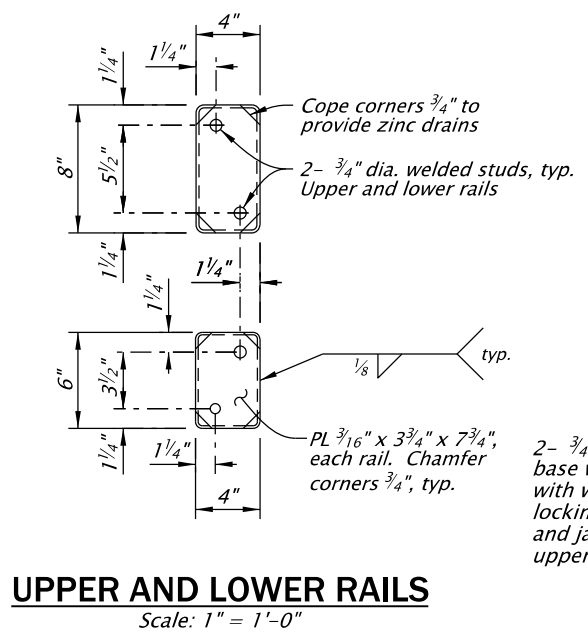 4"
1¼"
1¼"
8"
5½"
1¼"
Cope corners ¾" to
provide zinc drains
2- ¾" dia. welded studs, typ.
Upper and lower rails
1¼"
1¼"
6"
3½"
1¼"
1¼"
4"
1/8
typ.
PL 3/16" x 3¾" x 7¾",
each rail. Chamfer
corners ¾", typ.
2- ¾
base
with
lockin
and ja
upper
UPPER AND LOWER RAILS
Scale: 1" = 1'-0"